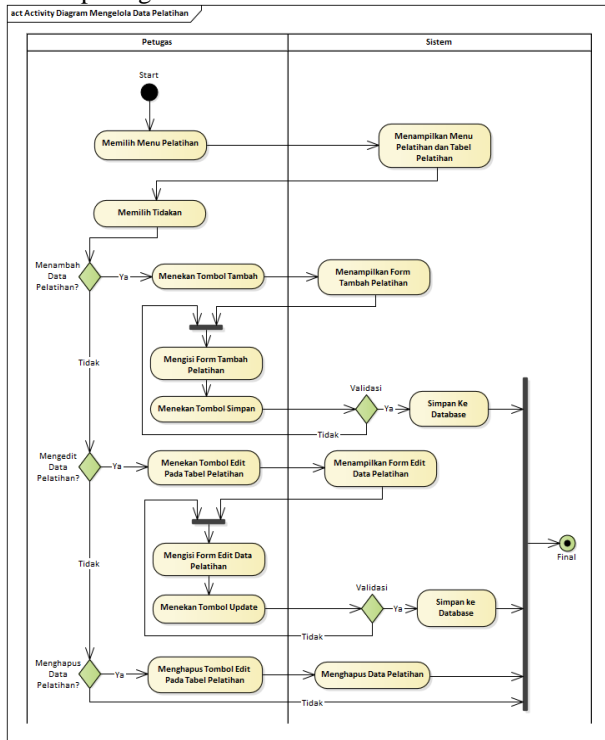 act Activity Diagram Mengelola Data Pelatihan
Petugas
Sistem
Start
Memilih Menu Pelatihan
Menampilkan Menu
Pelatihan dan Tabel
Pelatihan
Memilih Tidakan
Menambah
Data
Pelatihan?
Ya
Menekan Tombol Tambah
Menampilkan Form
Tambah Pelatihan
Tidak
Mengisi Form Tambah
Pelatihan
Menekan Tombol Simpan
Validasi
Ya
Simpan Ke
Database
Tidak
Mengedit
Data
Pelatihan?
Ya
Menekan Tombol Edit
Pada Tabel Pelatihan
Menampilkan Form Edit
Data Pelatihan
Tidak
Mengisi Form Edit Data
Pelatihan
Menekan Tombol Update
Validasi
Ya
Simpan ke
Database
Tidak
Final
Menghapus
Data
Pelatihan?
Ya
Menghapus Tombol Edit
Pada Tabel Pelatihan
Menghapus Data Pelatihan
Tidak